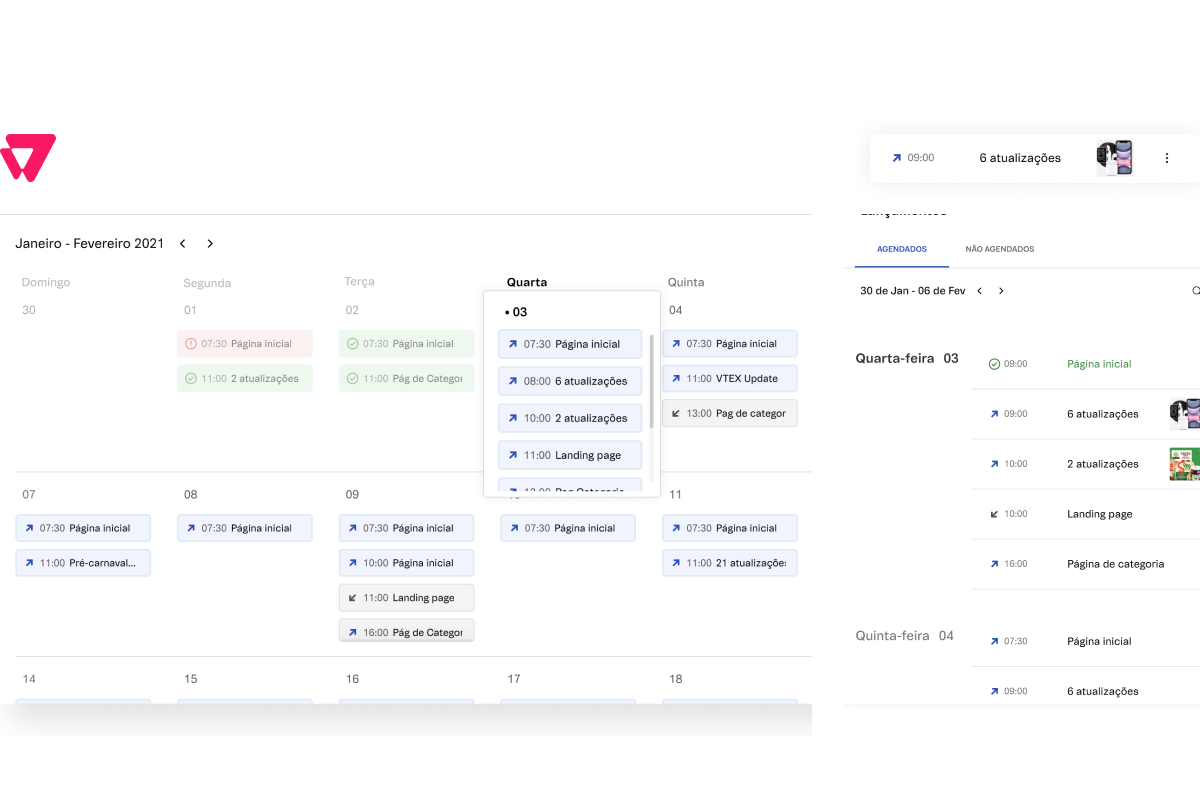 Janeiro - Fevereiro 2021
Domingo
Segunda
Terça
Quarta
Quinta
30
01
02
• 03
04
07:30 Página inicial
11:00 2 atualizações
07:30 Página inicial
11:00 Pág de Categor
07:30 Página inicial
08:00 6 atualizações
10:00 2 atualizações
11:00 Landing page
07:30 Página inicial
11:00 VTEX Update
13:00 Pag de categor
07
08
09
11
07:30 Página inicial
11:00 Pré-carnaval...
07:30 Página inicial
07:30 Página inicial
10:00 Página inicial
11:00 Landing page
16:00 Pág de Categor
07:30 Página inicial
07:30 Página inicial
11:00 21 atualizações
14
15
16
17
18
09:00 6 atualizações
Lançamentos
AGENDADOS
NÃO AGENDADOS
30 de Jan - 06 de Fev
Quarta-feira 03
09:00 Página inicial
09:00 6 atualizações
10:00 2 atualizações
10:00 Landing page
16:00 Página de categoria
Quinta-feira 04
07:30 Página inicial
09:00 6 atualizações